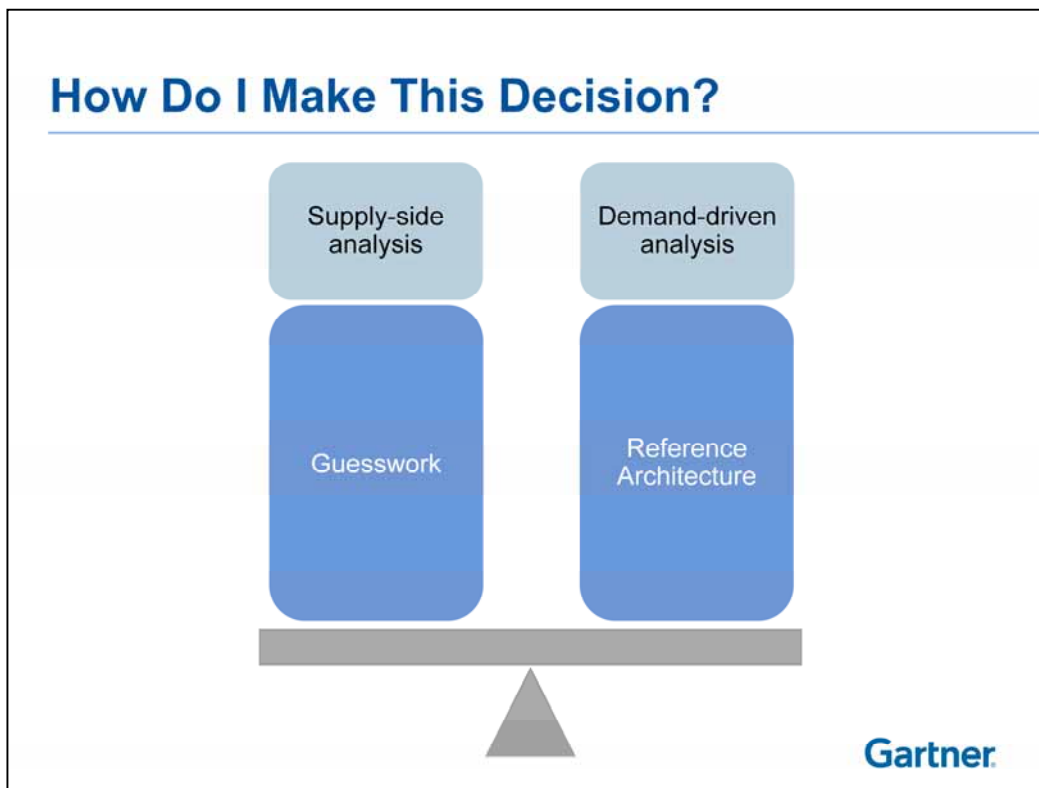 How Do I Make This Decision?
Supply-side
analysis
Demand-driven
analysis
Guesswork
Reference
Architecture
Gartner.